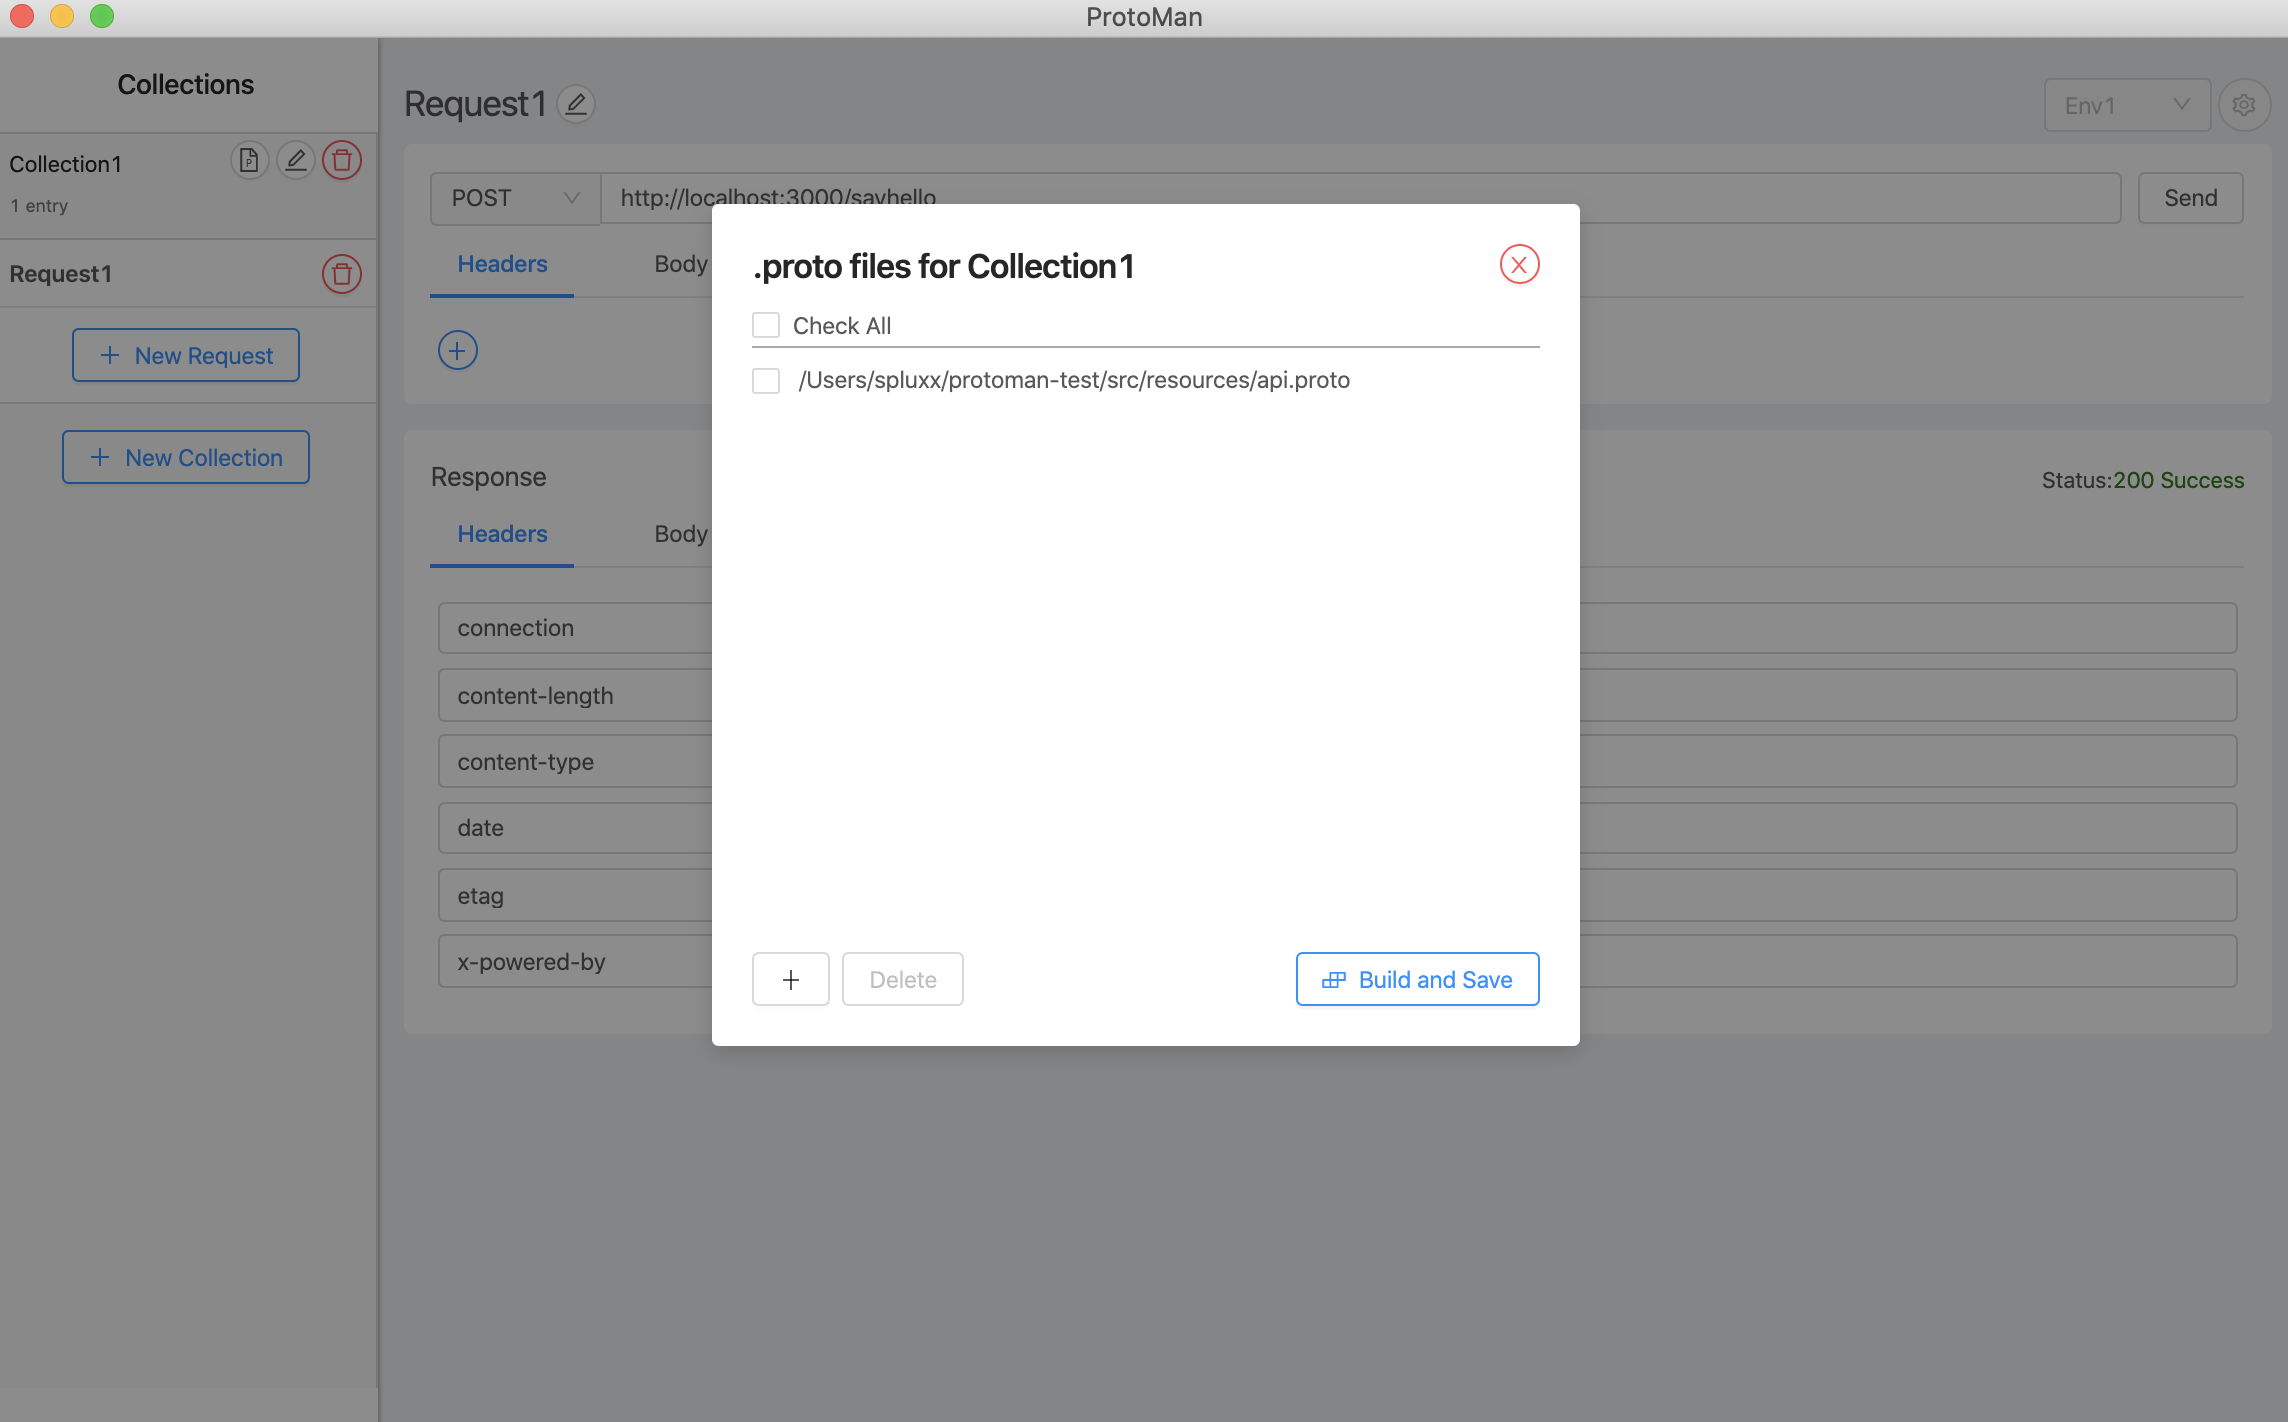 ProtoMan
Collections
Collection1
1 entry
Request1
+ New Request
+ New Collection
Request1
Env1
POST
http://localhost:3000/sayhello
Send
Headers
Body
.proto files for Collection1
Check All
/Users/spluxx/protoman-test/src/resources/api.proto
+
Delete
Build and Save
Response
Status:200 Success
Headers
Body
connection
content-length
content-type
date
etag
x-powered-by